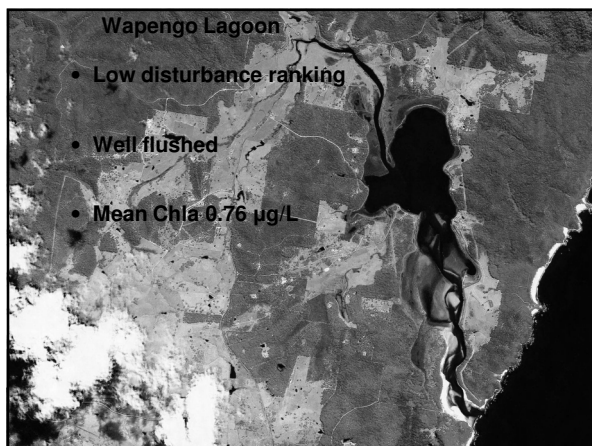 Wapengo Lagoon
• Low disturbance ranking
• Well flushed
• Mean Chla 0.76 µg/L